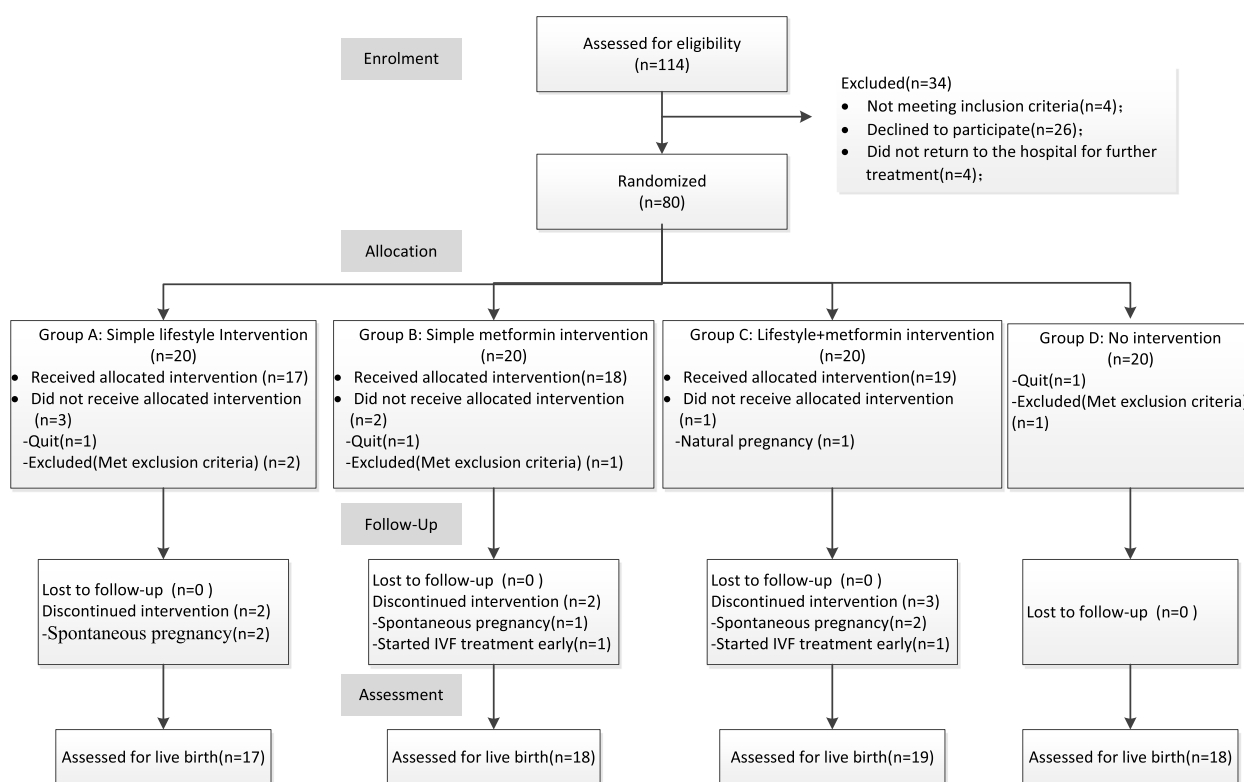 Enrolment
Assessed for eligibility
(n=114)
Excluded(n=34)
● Not meeting inclusion criteria(n=4)；
● Declined to participate(n=26)；
● Did not return to the hospital for further
treatment(n=4)；
Randomized
(n=80)
Allocation
Group A: Simple lifestyle Intervention
(n=20)
● Received allocated intervention (n=17)
● Did not receive allocated intervention
(n=3)
-Quit(n=1)
-Excluded(Met exclusion criteria) (n=2)
Group B: Simple metformin intervention
(n=20)
● Received allocated intervention(n=18)
● Did not receive allocated intervention
(n=2)
-Quit(n=1)
-Excluded(Met exclusion criteria) (n=1)
Group C: Lifestyle+metformin intervention
(n=20)
● Received allocated intervention(n=19)
● Did not receive allocated intervention
(n=1)
-Natural pregnancy (n=1)
Group D: No intervention
(n=20)
-Quit(n=1)
-Excluded(Met exclusion criteria)
(n=1)
Follow-Up
Lost to follow-up (n=0 )
Discontinued intervention (n=2)
-Spontaneous pregnancy(n=2)
Lost to follow-up (n=0 )
Discontinued intervention (n=2)
-Spontaneous pregnancy(n=1)
-Started IVF treatment early(n=1)
Lost to follow-up (n=0 )
Discontinued intervention (n=3)
-Spontaneous pregnancy(n=2)
-Started IVF treatment early(n=1)
Lost to follow-up (n=0 )
Assessment
Assessed for live birth(n=17)
Assessed for live birth(n=18)
Assessed for live birth(n=19)
Assessed for live birth(n=18)